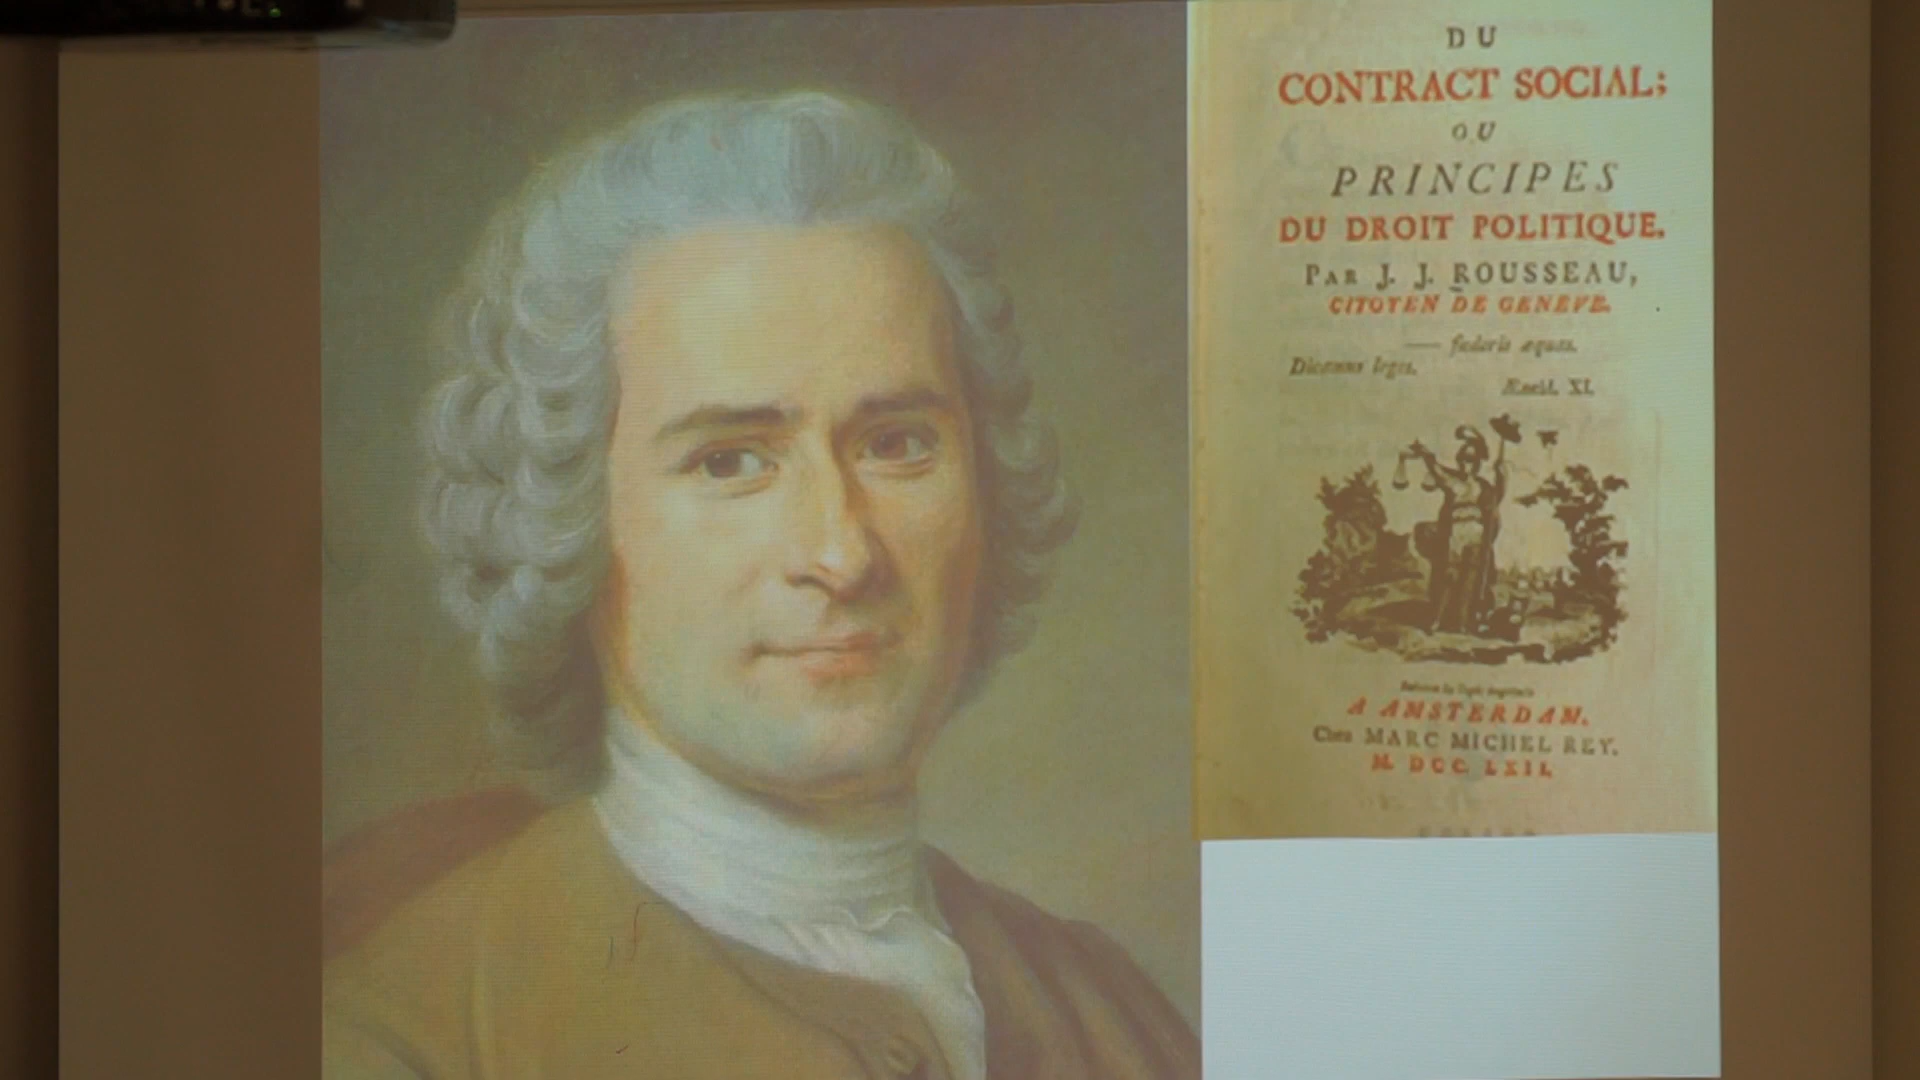 DU
CONTRACT SOCIAL;
OU
PRINCIPES
DU DROIT POLITIQUE.
PAR J. J. ROUSSEAU,
CITOYEN DE GENEVE.
— fœderis æquas.
Dicamus leges.
Æneid. XI.
A AMSTERDAM.
Chez MARC MICHEL REY.
M. DCC. LXII.